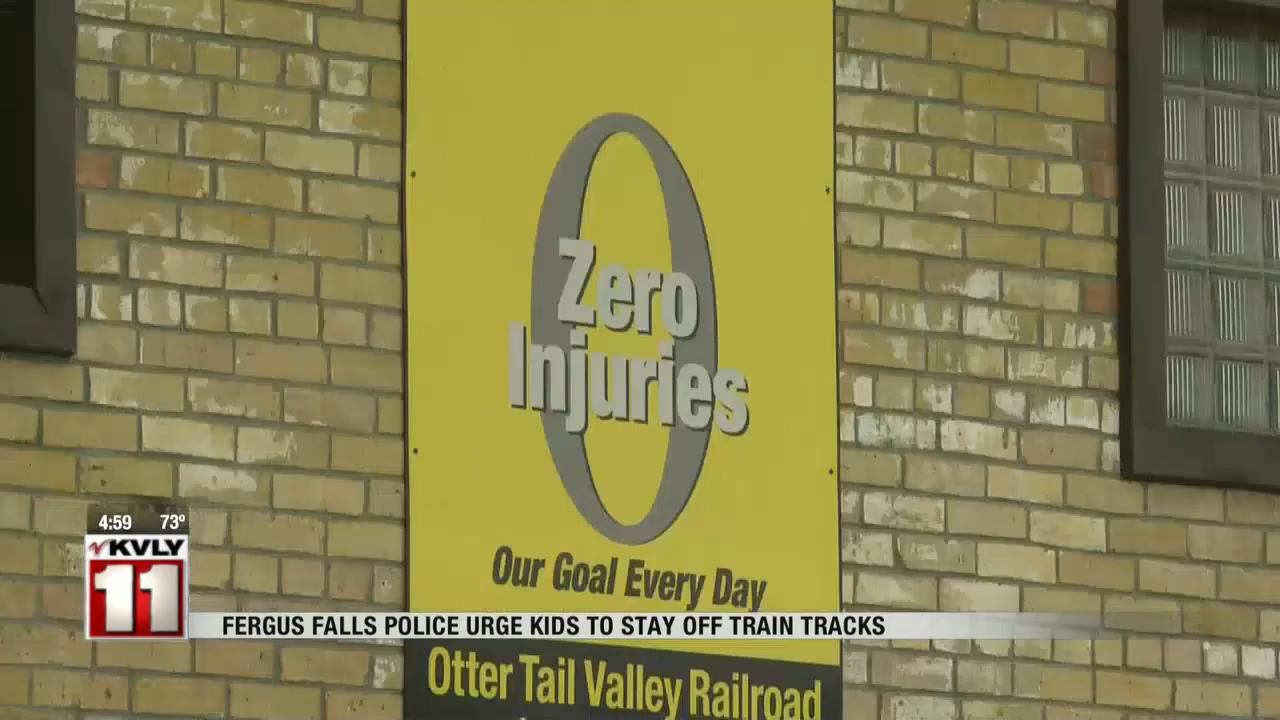 0
Zero
Injuries
Our Goal Every Day
4:59 73°
KVLY
11
FERGUS FALLS POLICE URGE KIDS TO STAY OFF TRAIN TRACKS
Otter Tail Valley Railroad